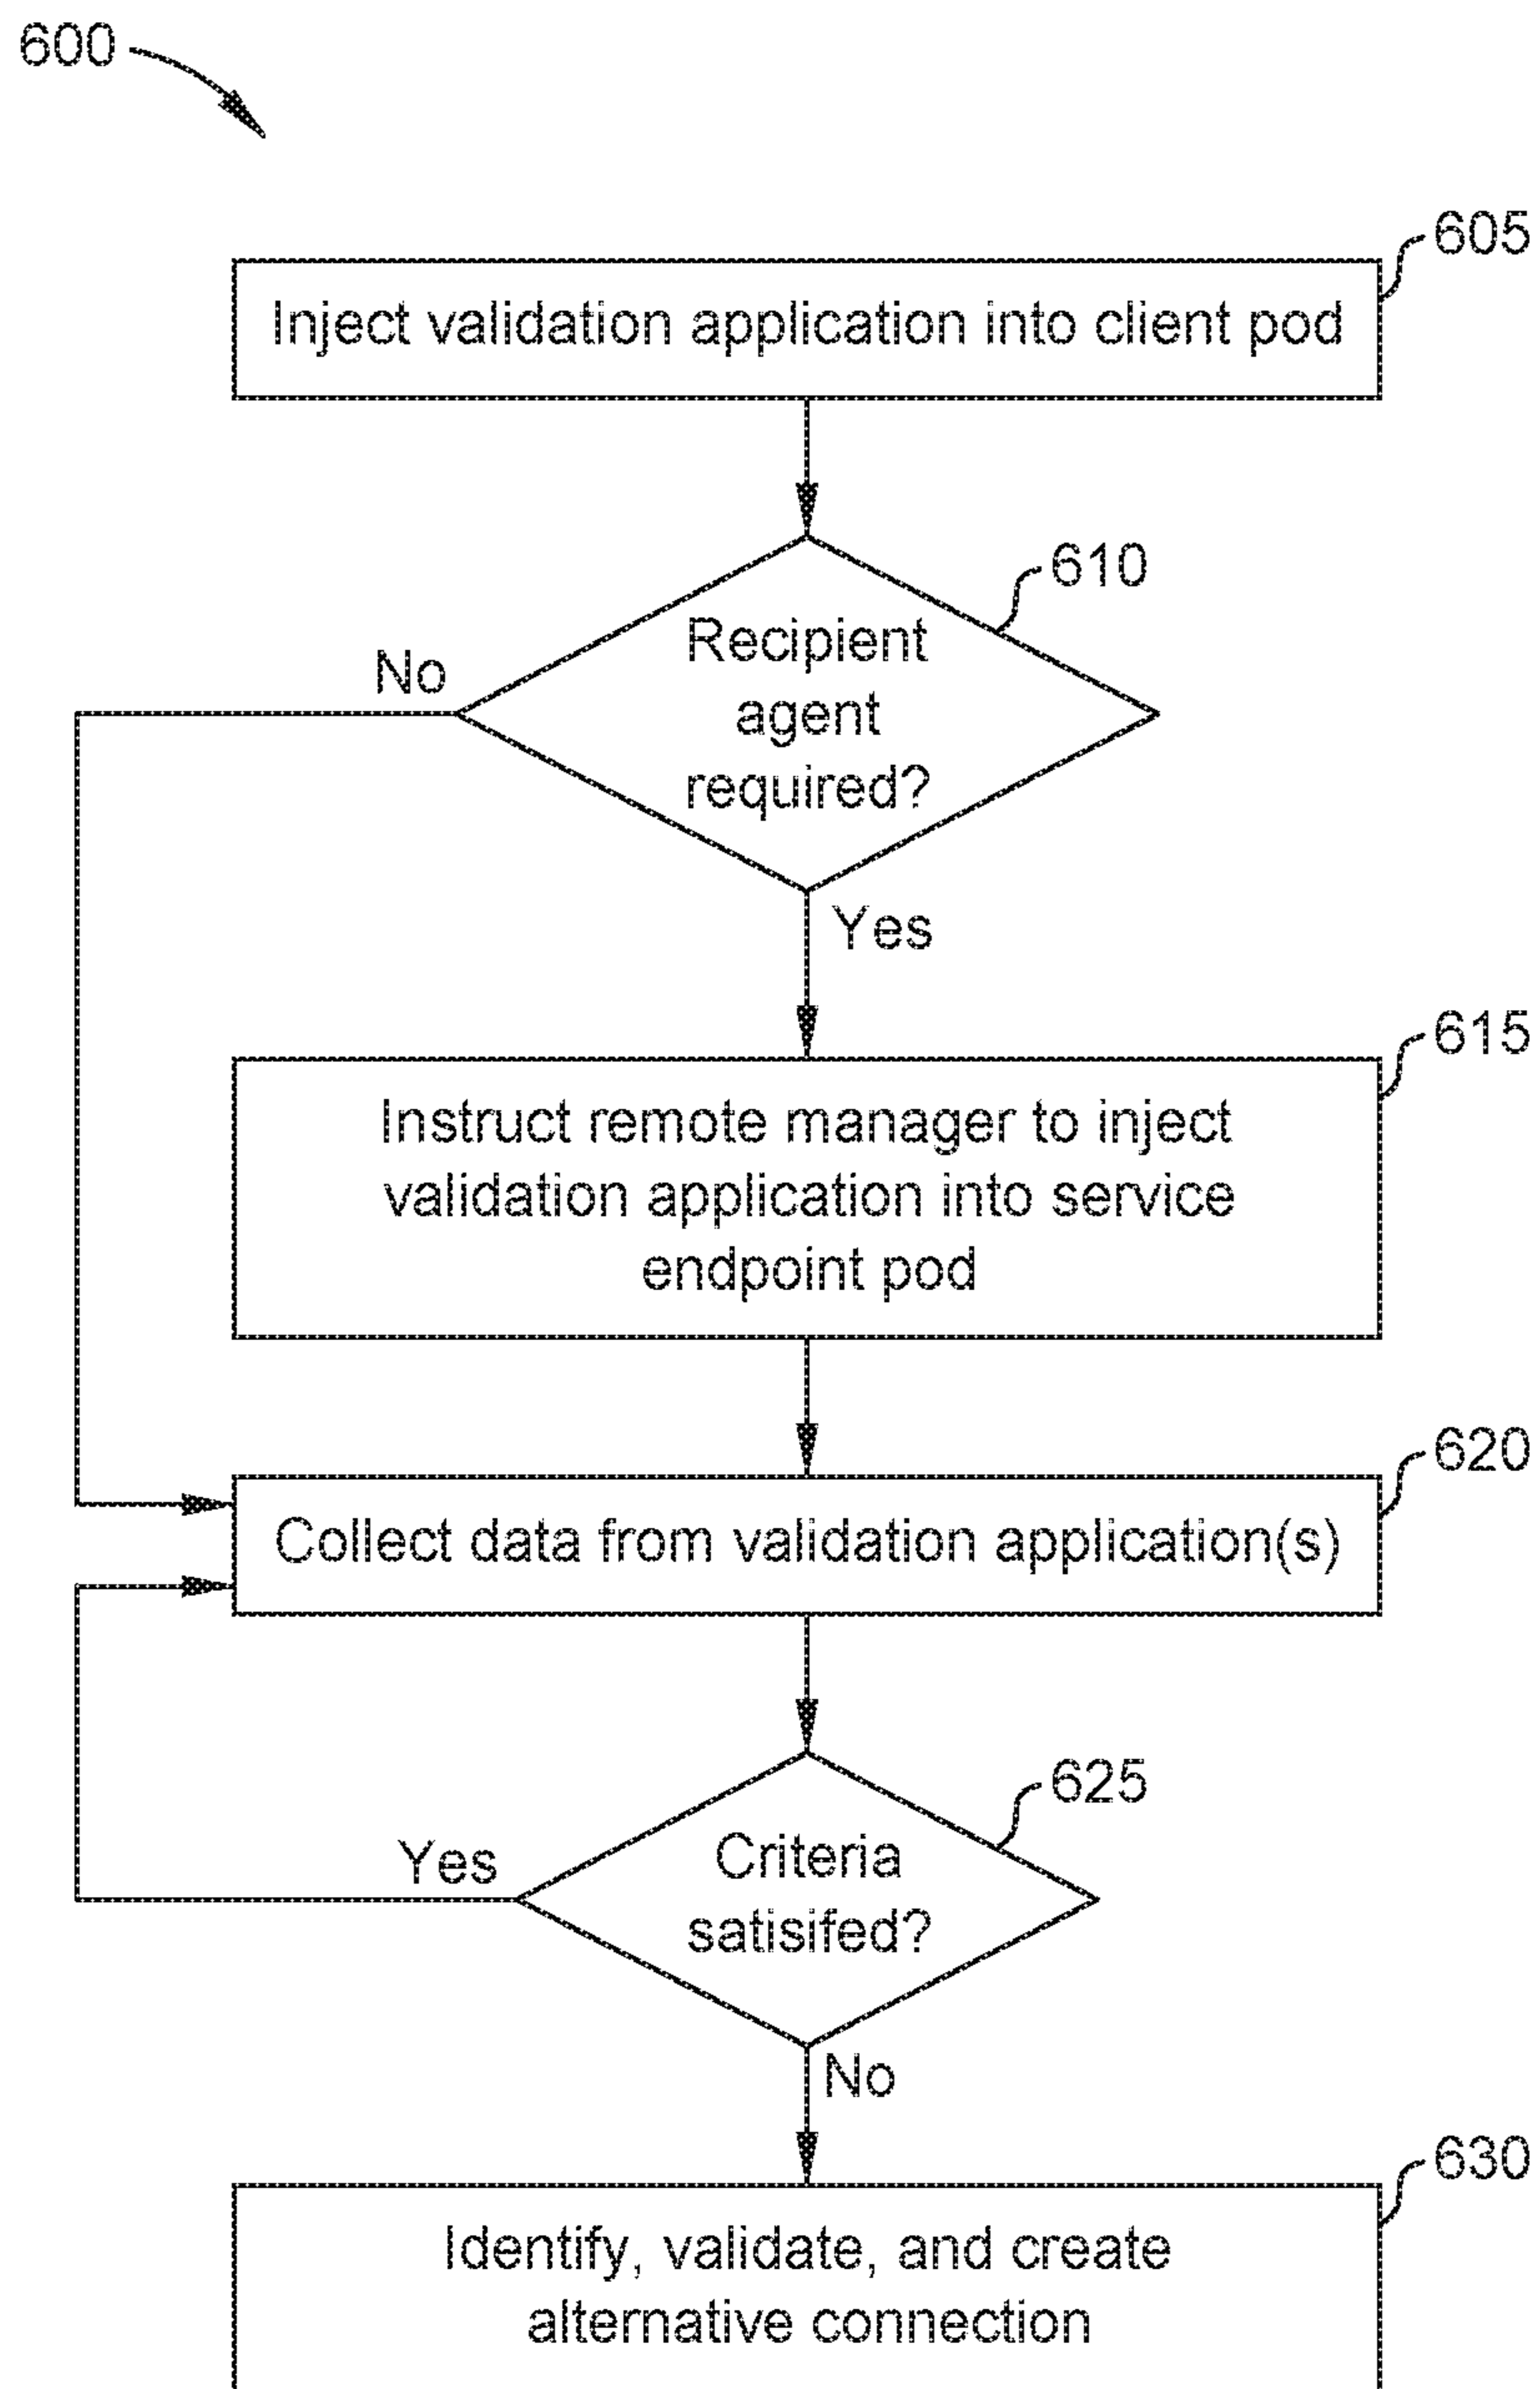 600
605
Inject validation application into client pod
610
Recipient
agent
required?
No
Yes
615
Instruct remote manager to inject
validation application into service
endpoint pod
620
Collect data from validation application(s)
625
Criteria
satisifed?
Yes
No
630
Identify, validate, and create
alternative connection